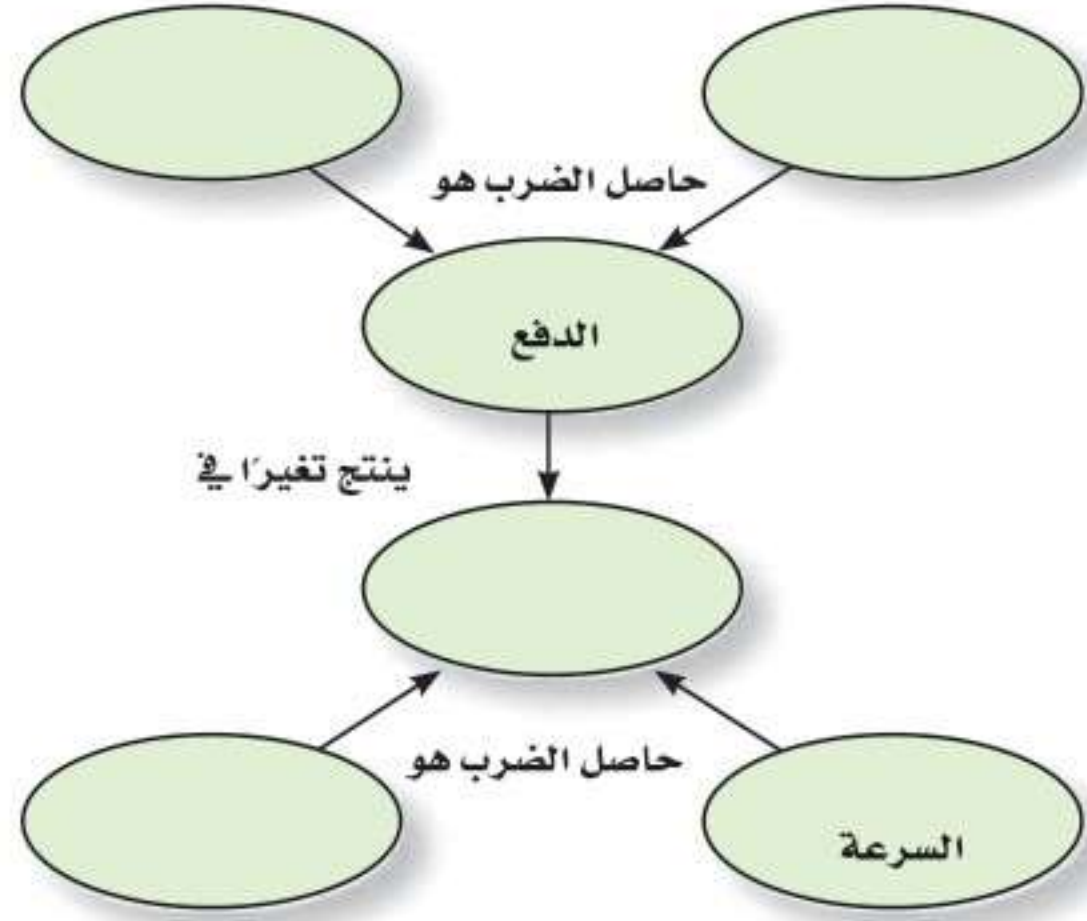 حاصل الضرب هو
الدفع
ينتج تغيرًا في
حاصل الضرب هو
السرعة